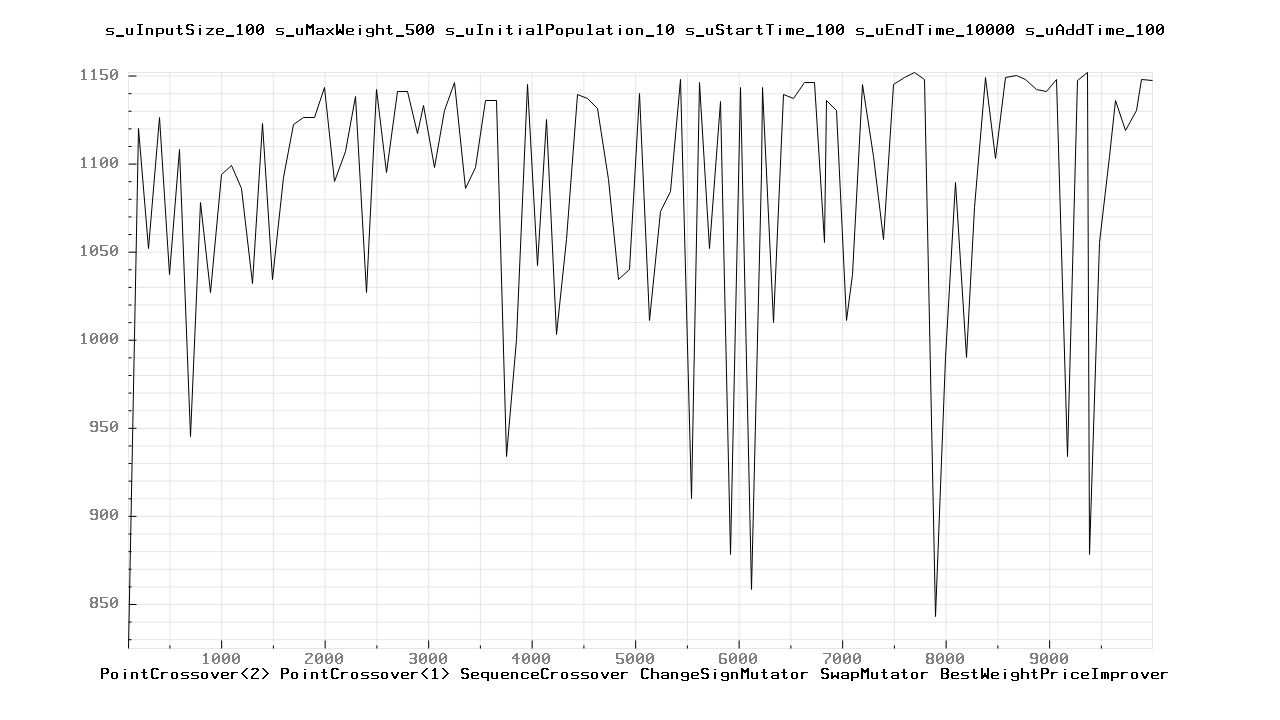 s_uInputSize_100 s_uMaxWeight_500 s_uInitialPopulation_10 s_uStartTime_100 s_uEndTime_10000 s_uAddTime_100
1150
1100
1050
1000
950
900
850
1000 2000 3000 4000 5000 6000 7000 8000 9000
PointCrossover<2> PointCrossover<1> SequenceCrossover ChangeSignMutator SwapMutator BestWeightPriceImprover